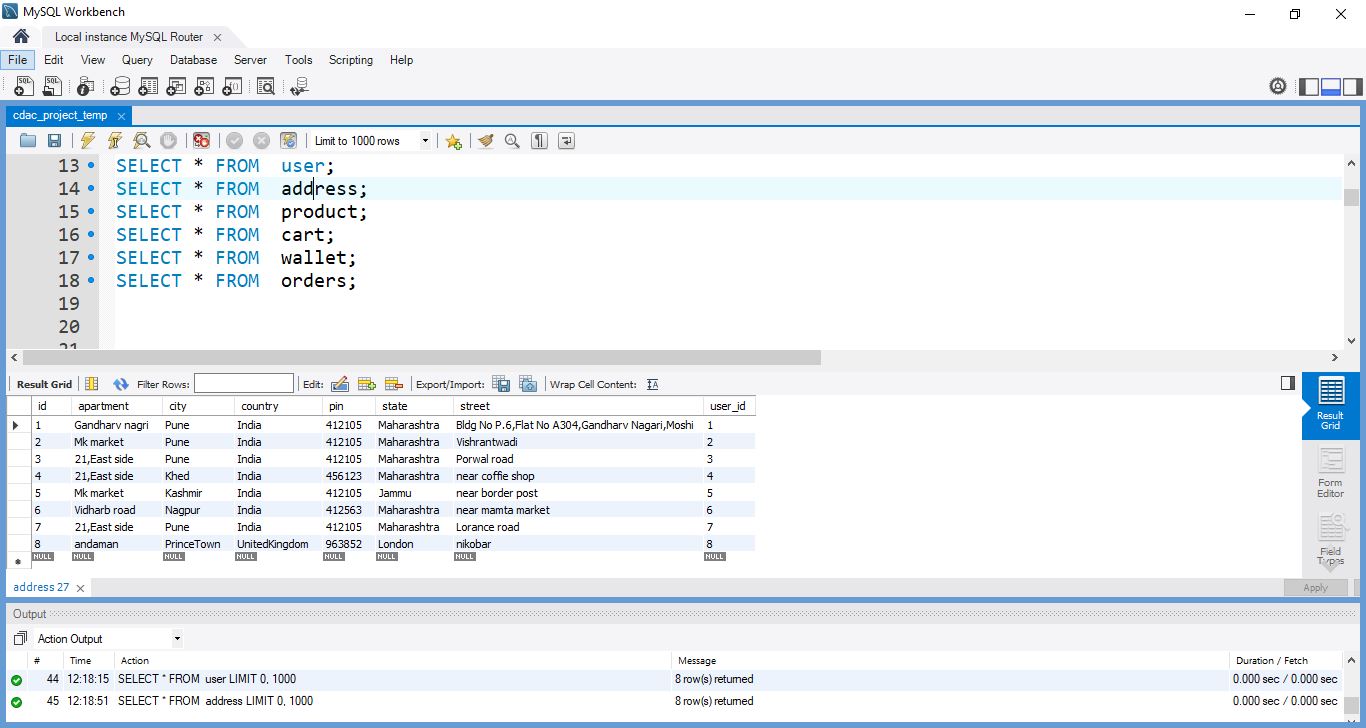 MySQL Workbench
Local instance MySQL Router
File Edit View Query Database Server Tools Scripting Help
cdac_project_temp
Limit to 1000 rows
13 SELECT * FROM user;
14 SELECT * FROM address;
15 SELECT * FROM product;
16 SELECT * FROM cart;
17 SELECT * FROM wallet;
18 SELECT * FROM orders;
19
20
21
Result Grid Filter Rows: Edit: Export/Import: Wrap Cell Content:
id apartment city country pin state street user_id
1 Gandharv nagri Pune India 412105 Maharashtra Bldg No P.6,Flat No A304,Gandharv Nagari,Moshi 1
2 Mk market Pune India 412105 Maharashtra Vishrantwadi 2
3 21,East side Pune India 412105 Maharashtra Porwal road 3
4 21,East side Khed India 456123 Maharashtra near coffie shop 4
5 Mk market Kashmir India 412105 Jammu near border post 5
6 Vidharb road Nagpur India 412563 Maharashtra near mamta market 6
7 21,East side Pune India 412105 Maharashtra Lorance road 7
8 andaman PrinceTown UnitedKingdom 963852 London nikobar 8
NULL NULL NULL NULL NULL NULL NULL NULL
Result
Grid
Form
Editor
Field
Types
address 27
Apply
Output
Action Output
# Time Action Message Duration / Fetch
44 12:18:15 SELECT * FROM user LIMIT 0, 1000 8 row(s) returned 0.000 sec / 0.000 sec
45 12:18:51 SELECT * FROM address LIMIT 0, 1000 8 row(s) returned 0.000 sec / 0.000 sec